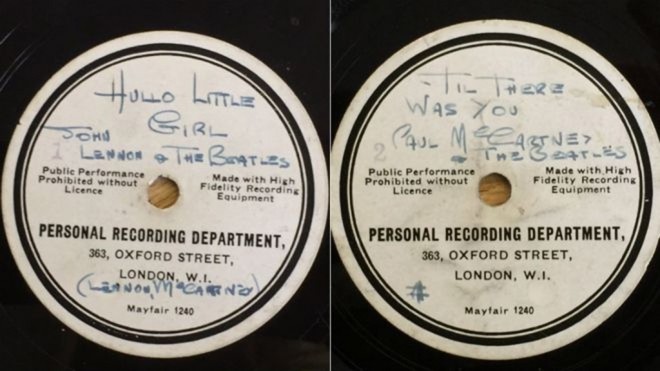 HULLO LITTLE
GIRL
JOHN
1 LENNON & THE BEATLES
Public Performance
Prohibited without
Licence
Made with High
Fidelity Recording
Equipment
PERSONAL RECORDING DEPARTMENT,
363, OXFORD STREET,
LONDON, W.I.
(LENNON, McCARTNEY)
Mayfair 1240
'TIL THERE
WAS YOU
PAUL McCARTNEY
2 & THE BEATLES
Public Performance
Prohibited without
Licence
Made with High
Fidelity Recording
Equipment
PERSONAL RECORDING DEPARTMENT,
363, OXFORD STREET,
LONDON, W.I.
Mayfair 1240